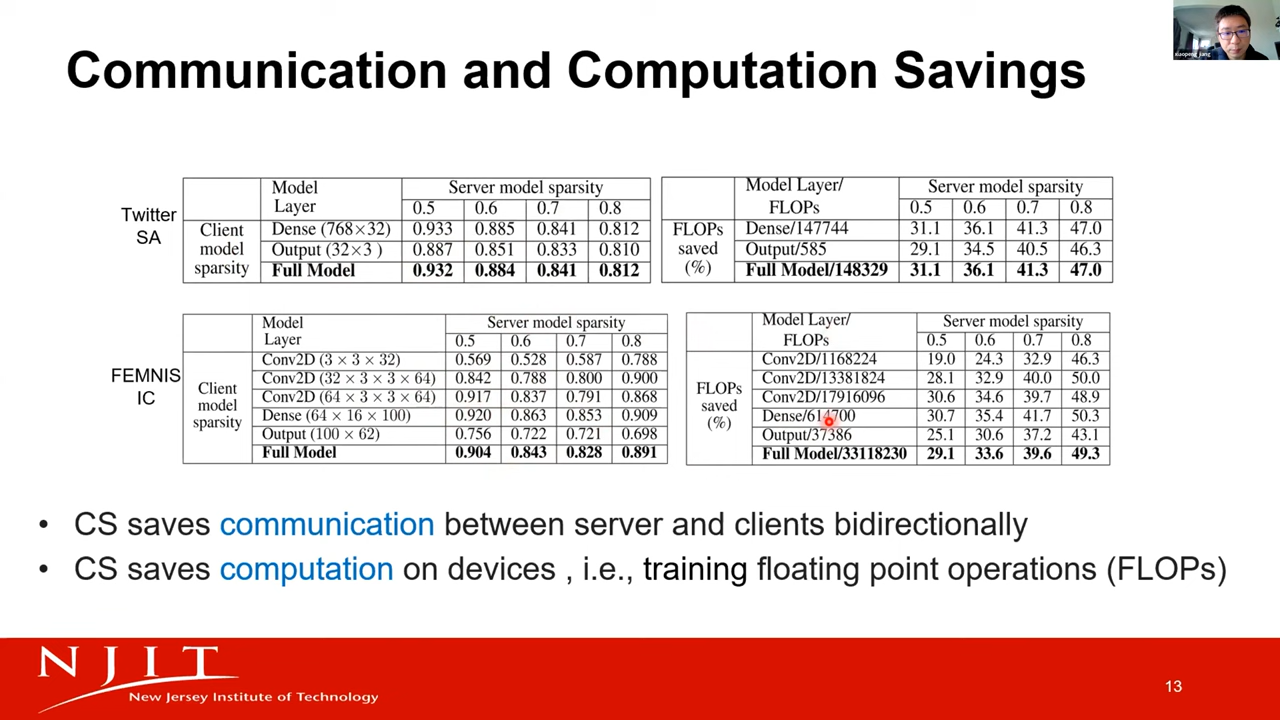 Communication and Computation Savings
xiaopeng_jiang
Twitter
SA
Model
Layer
Server model sparsity
0.5 0.6 0.7 0.8
Client
model
sparsity
Dense (768×32) 0.933 0.885 0.841 0.812
Output (32×3 ) 0.887 0.851 0.833 0.810
Full Model 0.932 0.884 0.841 0.812
Model Layer/
FLOPs
Server model sparsity
0.5 0.6 0.7 0.8
FLOPs
saved
(%)
Dense/147744 31.1 36.1 41.3 47.0
Output/585 29.1 34.5 40.5 46.3
Full Model/148329 31.1 36.1 41.3 47.0
FEMNIS
IC
Model
Layer
Server model sparsity
0.5 0.6 0.7 0.8
Client
model
sparsity
Conv2D (3 × 3 × 32) 0.569 0.528 0.587 0.788
Conv2D (32 × 3 × 3 × 64) 0.842 0.788 0.800 0.900
Conv2D (64 × 3 × 3 × 64) 0.917 0.837 0.791 0.868
Dense (64 × 16 × 100) 0.920 0.863 0.853 0.909
Output (100 × 62) 0.756 0.722 0.721 0.698
Full Model 0.904 0.843 0.828 0.891
Model Layer/
FLOPs
Server model sparsity
0.5 0.6 0.7 0.8
FLOPs
saved
(%)
Conv2D/1168224 19.0 24.3 32.9 46.3
Conv2D/13381824 28.1 32.9 40.0 50.0
Conv2D/17916096 30.6 34.6 39.7 48.9
Dense/614700 30.7 35.4 41.7 50.3
Output/37386 25.1 30.6 37.2 43.1
Full Model/33118230 29.1 33.6 39.6 49.3
• CS saves communication between server and clients bidirectionally
• CS saves computation on devices , i.e., training floating point operations (FLOPs)
NJIT
New Jersey Institute of Technology
13